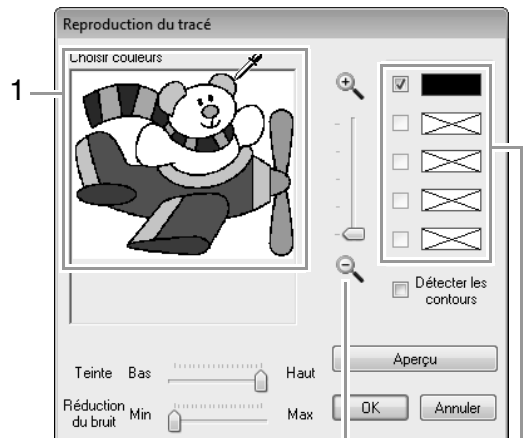 Reproduction du tracé
Choisir couleurs
1
Détecter les
contours
Aperçu
Teinte Bas Haut
Réduction
du bruit Min Max
OK Annuler